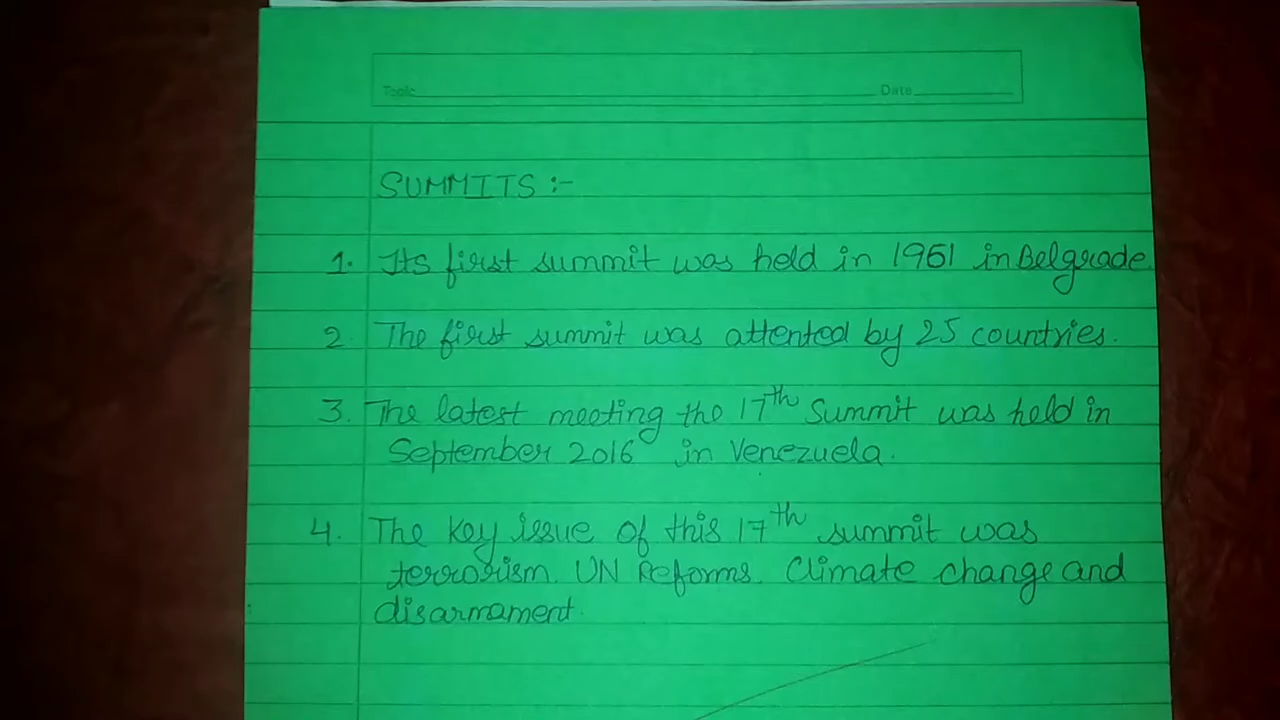 Topic Date
SUMMITS :-
1. Its first summit was held in 1961 in Belgrade.
2. The first summit was attented by 25 countries.
3. The latest meeting the 17th Summit was held in
September 2016 in Venezuela.
4. The Key issue of this 17th summit was
terrorism. UN Reforms. Climate change and
disarmament.